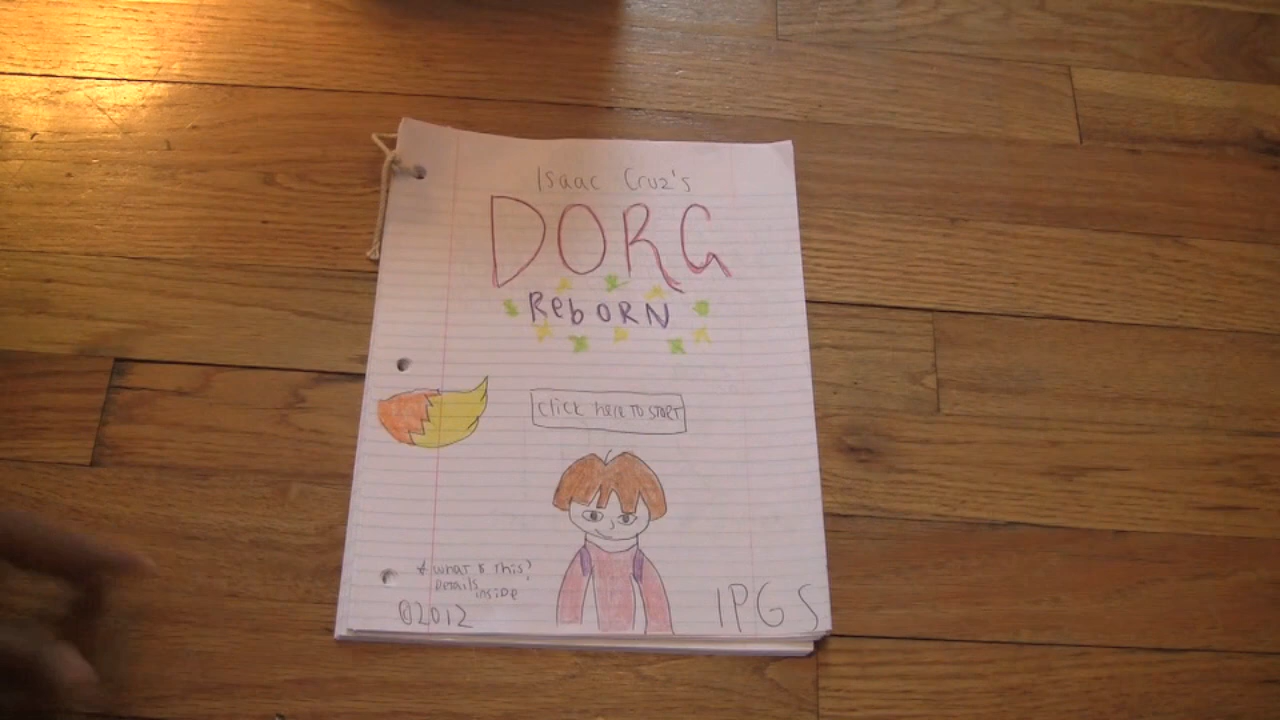 Isaac Cruz's
DORG
RebORN
click here TO START
* what is this?
Details
inside
©2012
IPGS